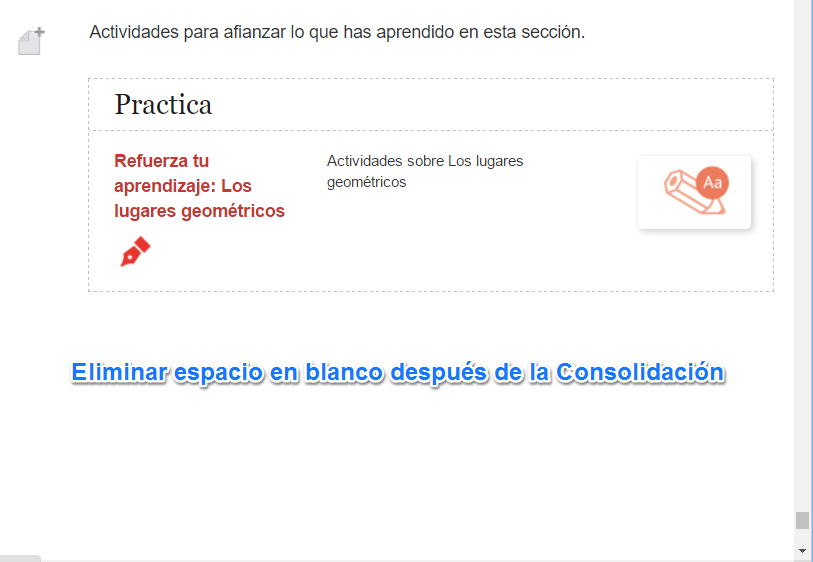 Actividades para afianzar lo que has aprendido en esta sección.
Practica
Refuerza tu
aprendizaje: Los
lugares geométricos
Actividades sobre Los lugares
geométricos
Aa
Eliminar espacio en blanco después de la Consolidación